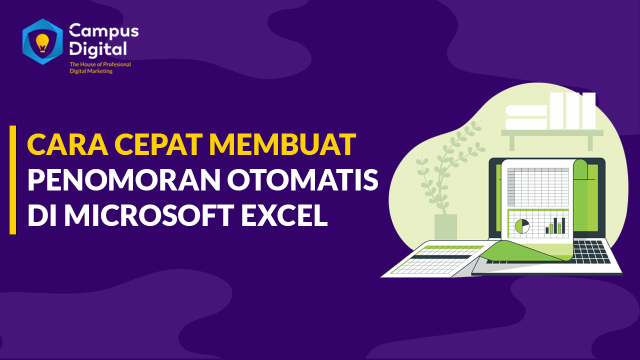 Campus
Digital
The House of Profesional
Digital Marketing
CARA CEPAT MEMBUAT
PENOMORAN OTOMATIS
DI MICROSOFT EXCEL